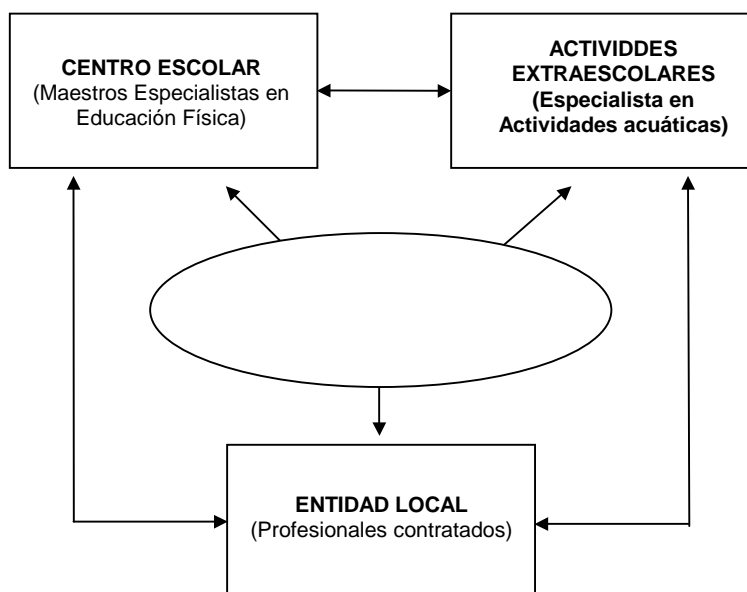 CENTRO ESCOLAR
(Maestros Especialistas en
Educación Física)
ACTIVIDDES
EXTRAESCOLARES
(Especialista en
Actividades acuáticas)
ENTIDAD LOCAL
(Profesionales contratados)